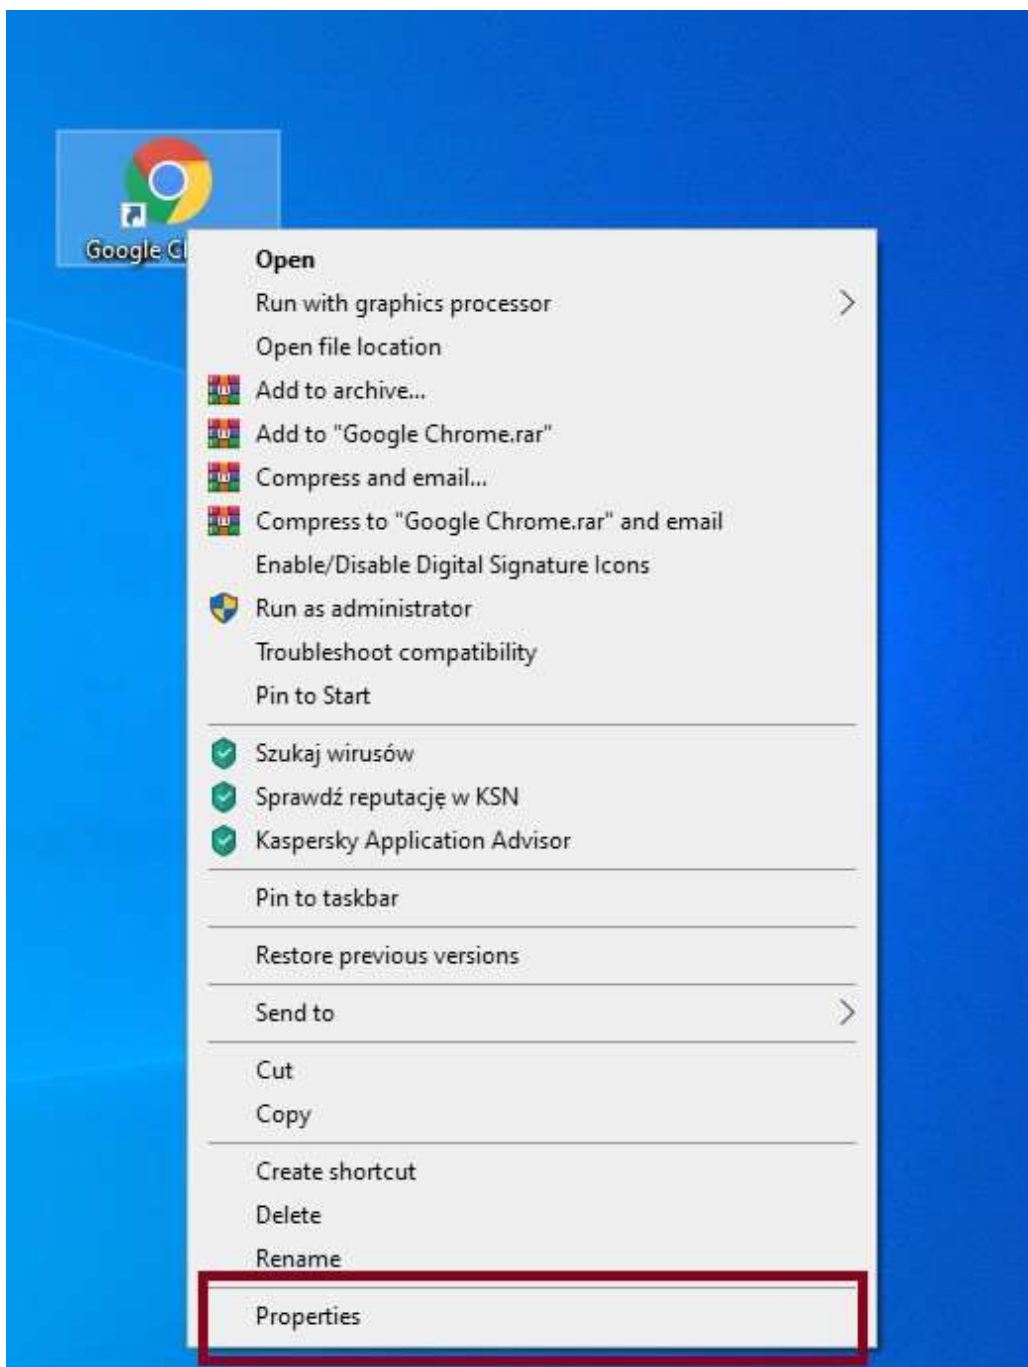 Google C
Open
Run with graphics processor
Open file location
Add to archive...
Add to "Google Chrome.rar"
Compress and email...
Compress to "Google Chrome.rar" and email
Enable/Disable Digital Signature Icons
Run as administrator
Troubleshoot compatibility
Pin to Start
Szukaj wirusów
Sprawdź reputację w KSN
Kaspersky Application Advisor
Pin to taskbar
Restore previous versions
Send to
Cut
Copy
Create shortcut
Delete
Rename
Properties